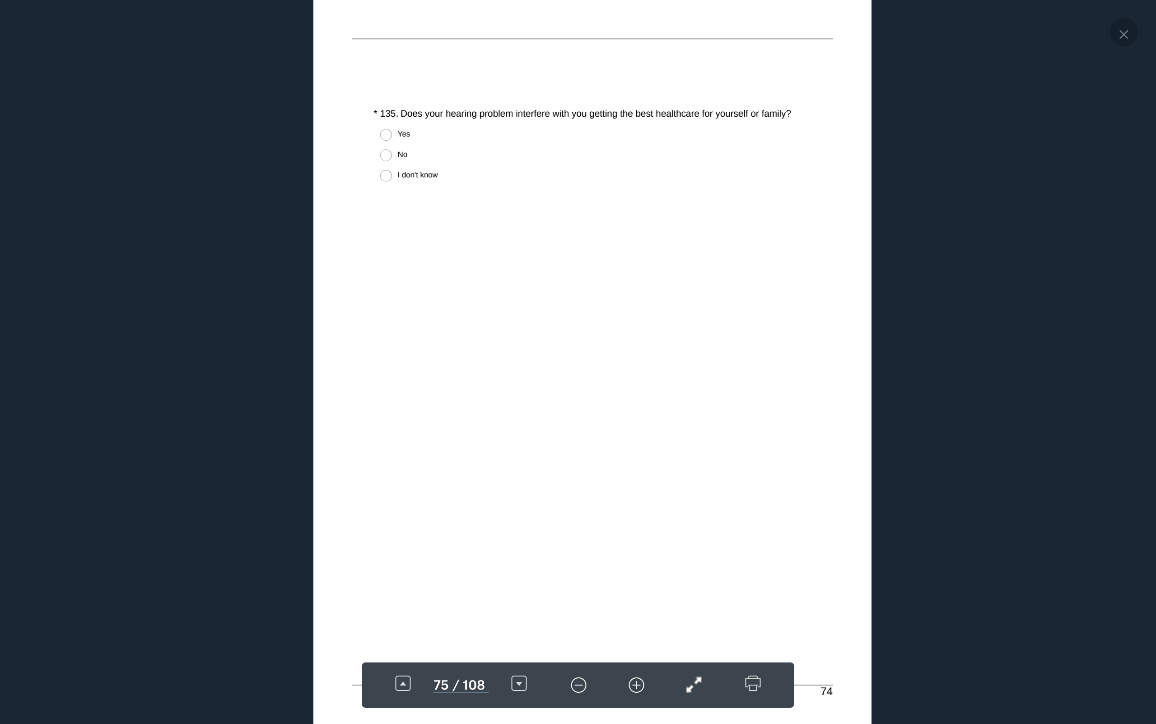 * 135. Does your hearing problem interfere with you getting the best healthcare for yourself or family?
Yes
No
I don't know
75 / 108
74